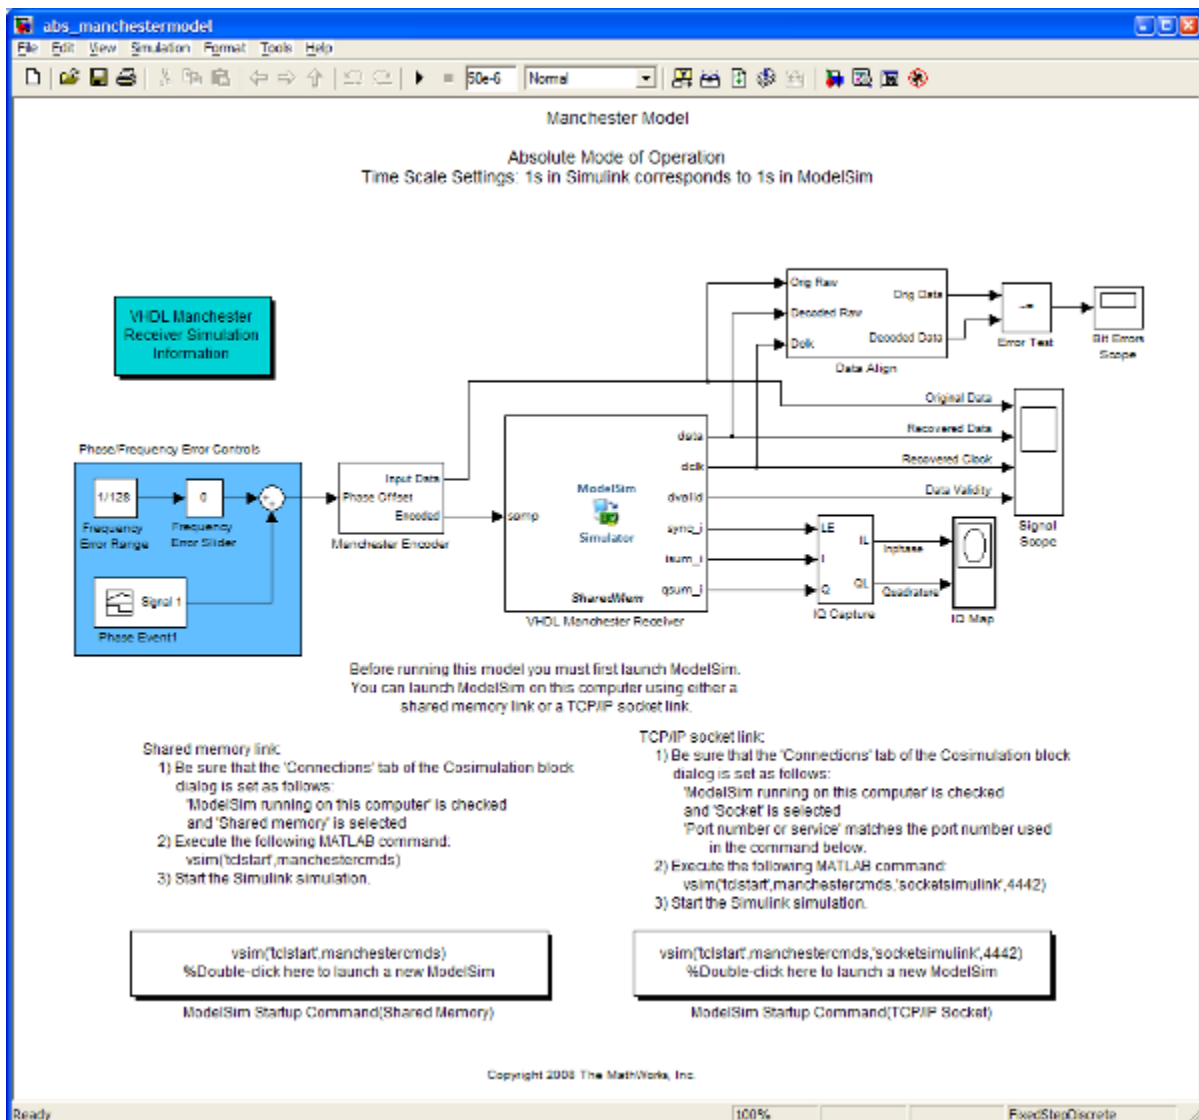 abs_manchestermodel
File Edit View Simulation Format Tools Help
50e-6 Normal
Manchester Model
Absolute Mode of Operation
Time Scale Settings: 1s in Simulink corresponds to 1s in ModelSim
VHDL Manchester
Receiver Simulation
Information
Orig Raw
Decoded Raw
Dclk
Orig Data
Decoded Data
Data Align
~=
Error Test
Bit Errors
Scope
Original Data
Recovered Data
Recovered Clock
Data Validity
Signal
Scope
Phase/Frequency Error Controls
1/128
Frequency
Error Range
0
Frequency
Error Slider
Signal 1
Phase Event1
Input Data
Phase Offset
Encoded
Manchester Encoder
samp
ModelSim
Simulator
SharedMem
data
dclk
dvalid
sync_i
isum_i
qsum_i
VHDL Manchester Receiver
LE
I
Q
IL
QL
IQ Capture
Inphase
Quadrature
IQ Map
Before running this model you must first launch ModelSim.
You can launch ModelSim on this computer using either a
shared memory link or a TCP/IP socket link.
Shared memory link:
1) Be sure that the 'Connections' tab of the Cosimulation block
dialog is set as follows:
'ModelSim running on this computer' is checked
and 'Shared memory' is selected
2) Execute the following MATLAB command:
vsim('tclstart',manchestercmds)
3) Start the Simulink simulation.
TCP/IP socket link:
1) Be sure that the 'Connections' tab of the Cosimulation block
dialog is set as follows:
'ModelSim running on this computer' is checked
and 'Socket' is selected
'Port number or service' matches the port number used
in the command below.
2) Execute the following MATLAB command:
vsim('tclstart',manchestercmds,'socketsimulink',4442)
3) Start the Simulink simulation.
vsim('tclstart',manchestercmds)
%Double-click here to launch a new ModelSim
ModelSim Startup Command(Shared Memory)
vsim('tclstart',manchestercmds,'socketsimulink',4442)
%Double-click here to launch a new ModelSim
ModelSim Startup Command(TCP/IP Socket)
Copyright 2008 The MathWorks, Inc.
Ready 100% FixedStepDiscrete